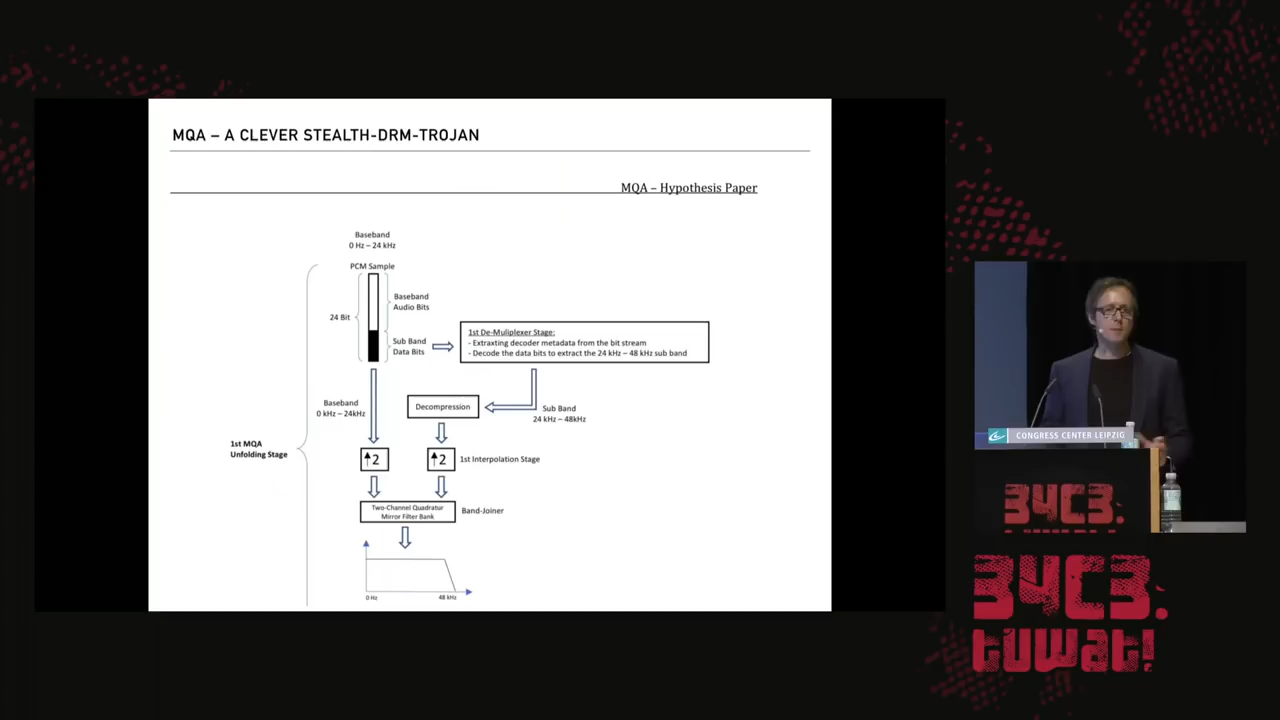 MQA – A CLEVER STEALTH-DRM-TROJAN
MQA – Hypothesis Paper
Baseband
0 Hz – 24 kHz
PCM Sample
24 Bit
Baseband
Audio Bits
Sub Band
Data Bits
1st De-Muliplexer Stage:
- Extraxting decoder metadata from the bit stream
- Decode the data bits to extract the 24 kHz – 48 kHz sub band
Baseband
0 kHz – 24kHz
Decompression
Sub Band
24 kHz – 48kHz
1st MQA
Unfolding Stage
2
2
1st Interpolation Stage
Two-Channel Quadratur
Mirror Filter Bank
Band-Joiner
0 Hz
48 kHz
CONGRESS CENTER LEIPZIG
34C3.
34C3.
tuwat!